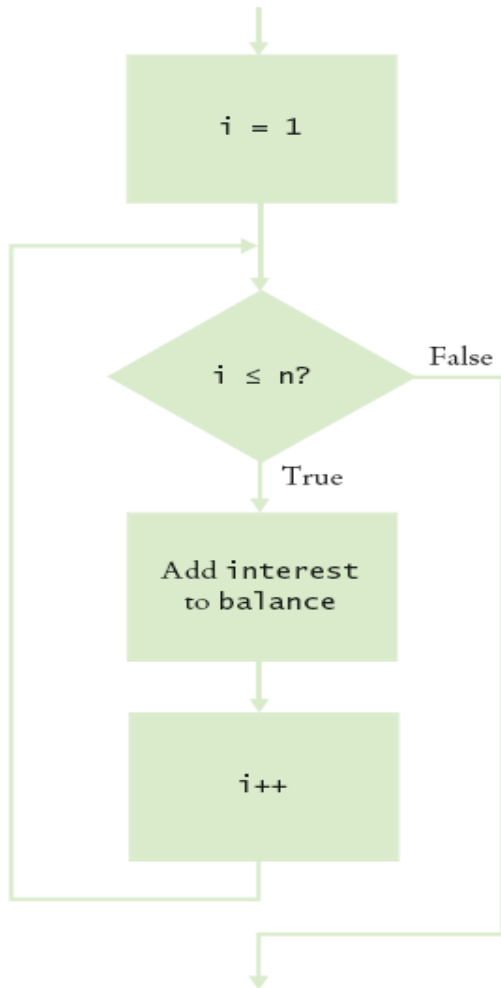 i = 1
i ≤ n?
False
True
Add interest
to balance
i++